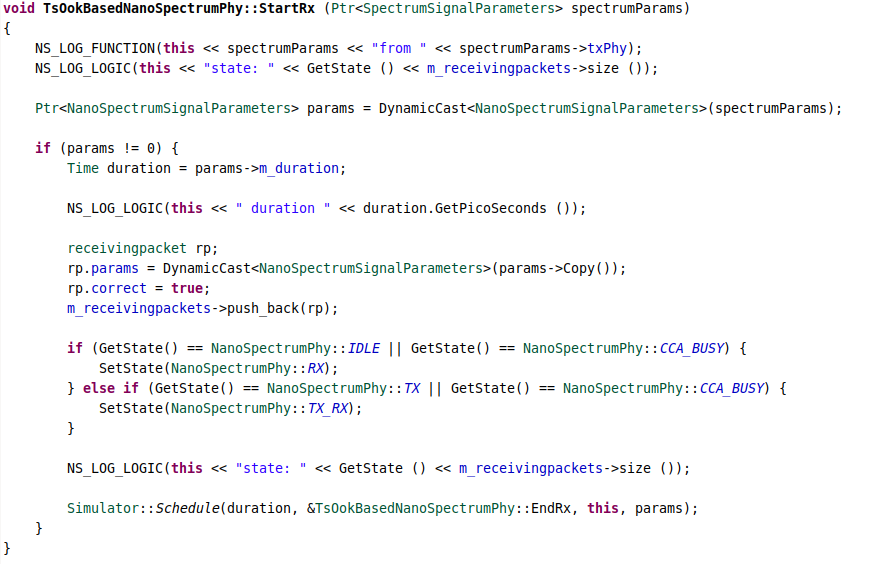 void TsOokBasedNanoSpectrumPhy::StartRx (Ptr<SpectrumSignalParameters> spectrumParams)
{
    NS_LOG_FUNCTION(this << spectrumParams << "from " << spectrumParams->txPhy);
    NS_LOG_LOGIC(this << "state: " << GetState () << m_receivingpackets->size ());

    Ptr<NanoSpectrumSignalParameters> params = DynamicCast<NanoSpectrumSignalParameters>(spectrumParams);

    if (params != 0) {
        Time duration = params->m_duration;

        NS_LOG_LOGIC(this << " duration " << duration.GetPicoSeconds ());

        receivingpacket rp;
        rp.params = DynamicCast<NanoSpectrumSignalParameters>(params->Copy());
        rp.correct = true;
        m_receivingpackets->push_back(rp);

        if (GetState() == NanoSpectrumPhy::IDLE || GetState() == NanoSpectrumPhy::CCA_BUSY) {
            SetState(NanoSpectrumPhy::RX);
        } else if (GetState() == NanoSpectrumPhy::TX || GetState() == NanoSpectrumPhy::CCA_BUSY) {
            SetState(NanoSpectrumPhy::TX_RX);
        }

        NS_LOG_LOGIC(this << "state: " << GetState () << m_receivingpackets->size ());

        Simulator::Schedule(duration, &TsOokBasedNanoSpectrumPhy::EndRx, this, params);
    }
}